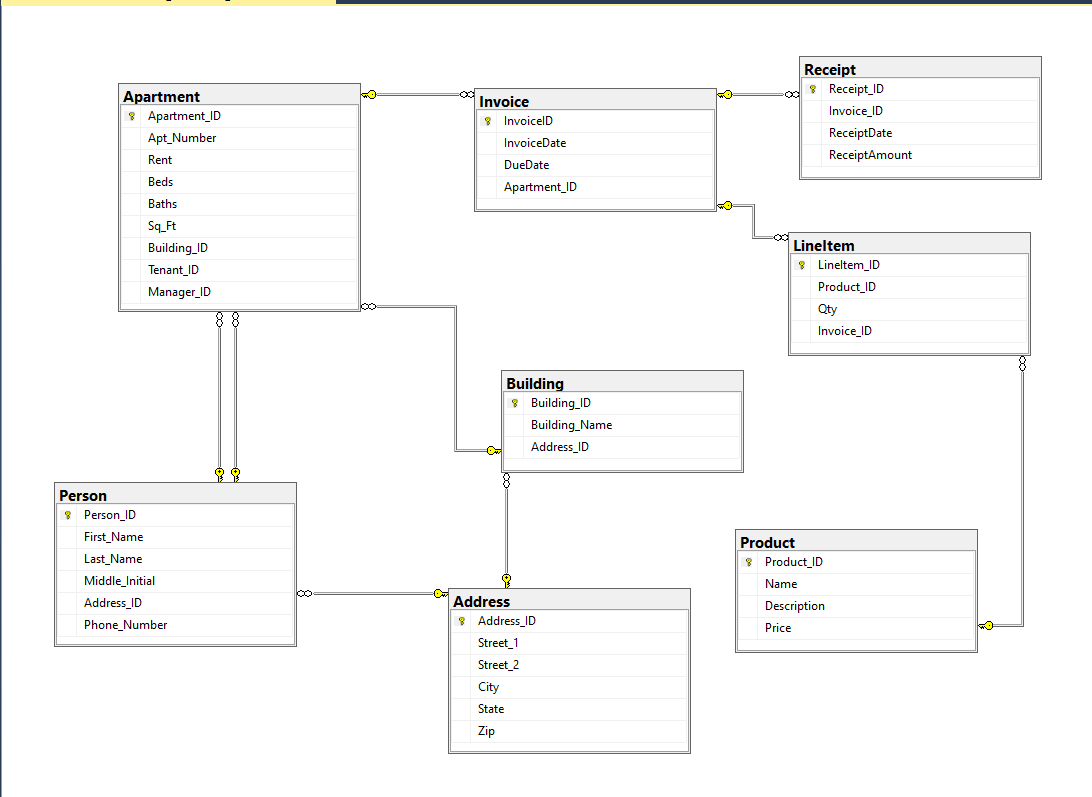 Apartment
Apartment_ID
Apt_Number
Rent
Beds
Baths
Sq_Ft
Building_ID
Tenant_ID
Manager_ID
Invoice
InvoiceID
InvoiceDate
DueDate
Apartment_ID
Receipt
Receipt_ID
Invoice_ID
ReceiptDate
ReceiptAmount
LineItem
LineItem_ID
Product_ID
Qty
Invoice_ID
Building
Building_ID
Building_Name
Address_ID
Person
Person_ID
First_Name
Last_Name
Middle_Initial
Address_ID
Phone_Number
Address
Address_ID
Street_1
Street_2
City
State
Zip
Product
Product_ID
Name
Description
Price